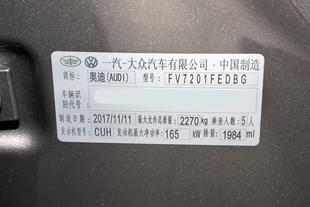 一汽-大众汽车有限公司·中国制造
商标: 奥迪(AUDI) 型号: FV7201FEDBG
车辆识别代号
制造日期: 2017/11/11 最大允许总质量: 2270 kg 乘坐人数: 5 人
发动机型号: CUH 发动机最大净功率: 165 kW 排量: 1984 ml